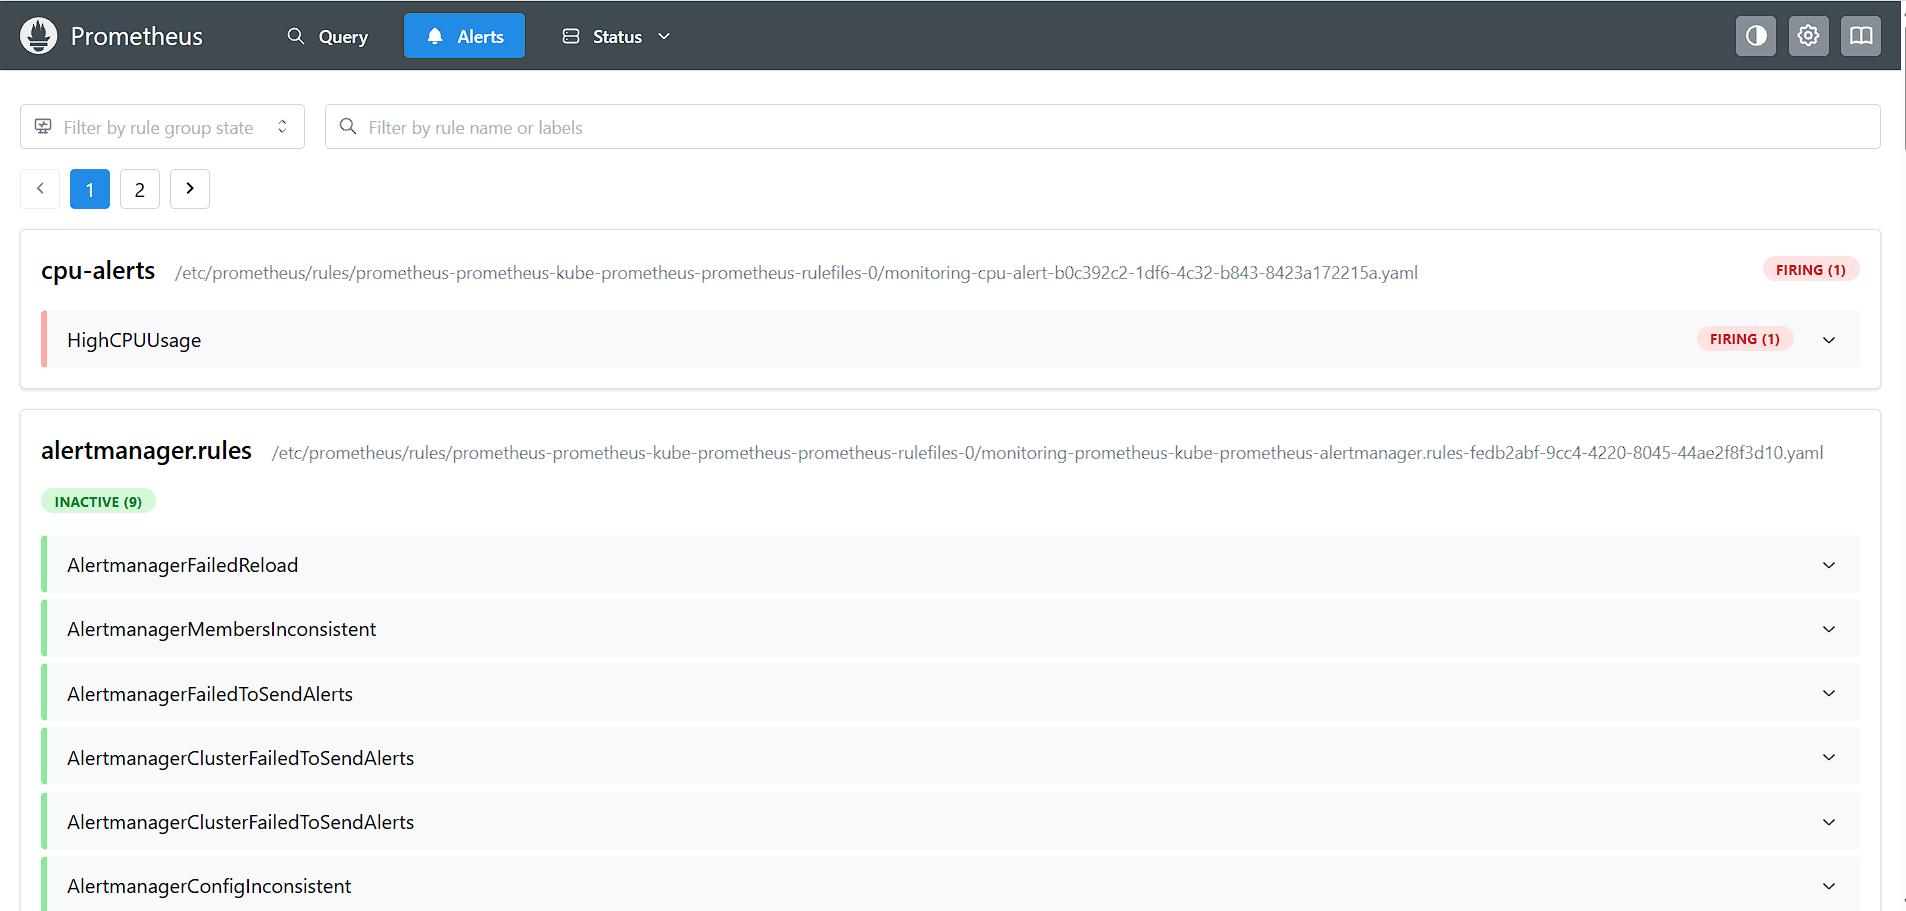 Prometheus Query Alerts Status
Filter by rule group state Filter by rule name or labels
1 2
cpu-alerts /etc/prometheus/rules/prometheus-prometheus-kube-prometheus-prometheus-rulefiles-0/monitoring-cpu-alert-b0c392c2-1df6-4c32-b843-8423a172215a.yaml FIRING (1)
HighCPUUsage FIRING (1)
alertmanager.rules /etc/prometheus/rules/prometheus-prometheus-kube-prometheus-prometheus-rulefiles-0/monitoring-prometheus-kube-prometheus-alertmanager.rules-fedb2abf-9cc4-4220-8045-44ae2f8f3d10.yaml
INACTIVE (9)
AlertmanagerFailedReload
AlertmanagerMembersInconsistent
AlertmanagerFailedToSendAlerts
AlertmanagerClusterFailedToSendAlerts
AlertmanagerClusterFailedToSendAlerts
AlertmanagerConfigInconsistent